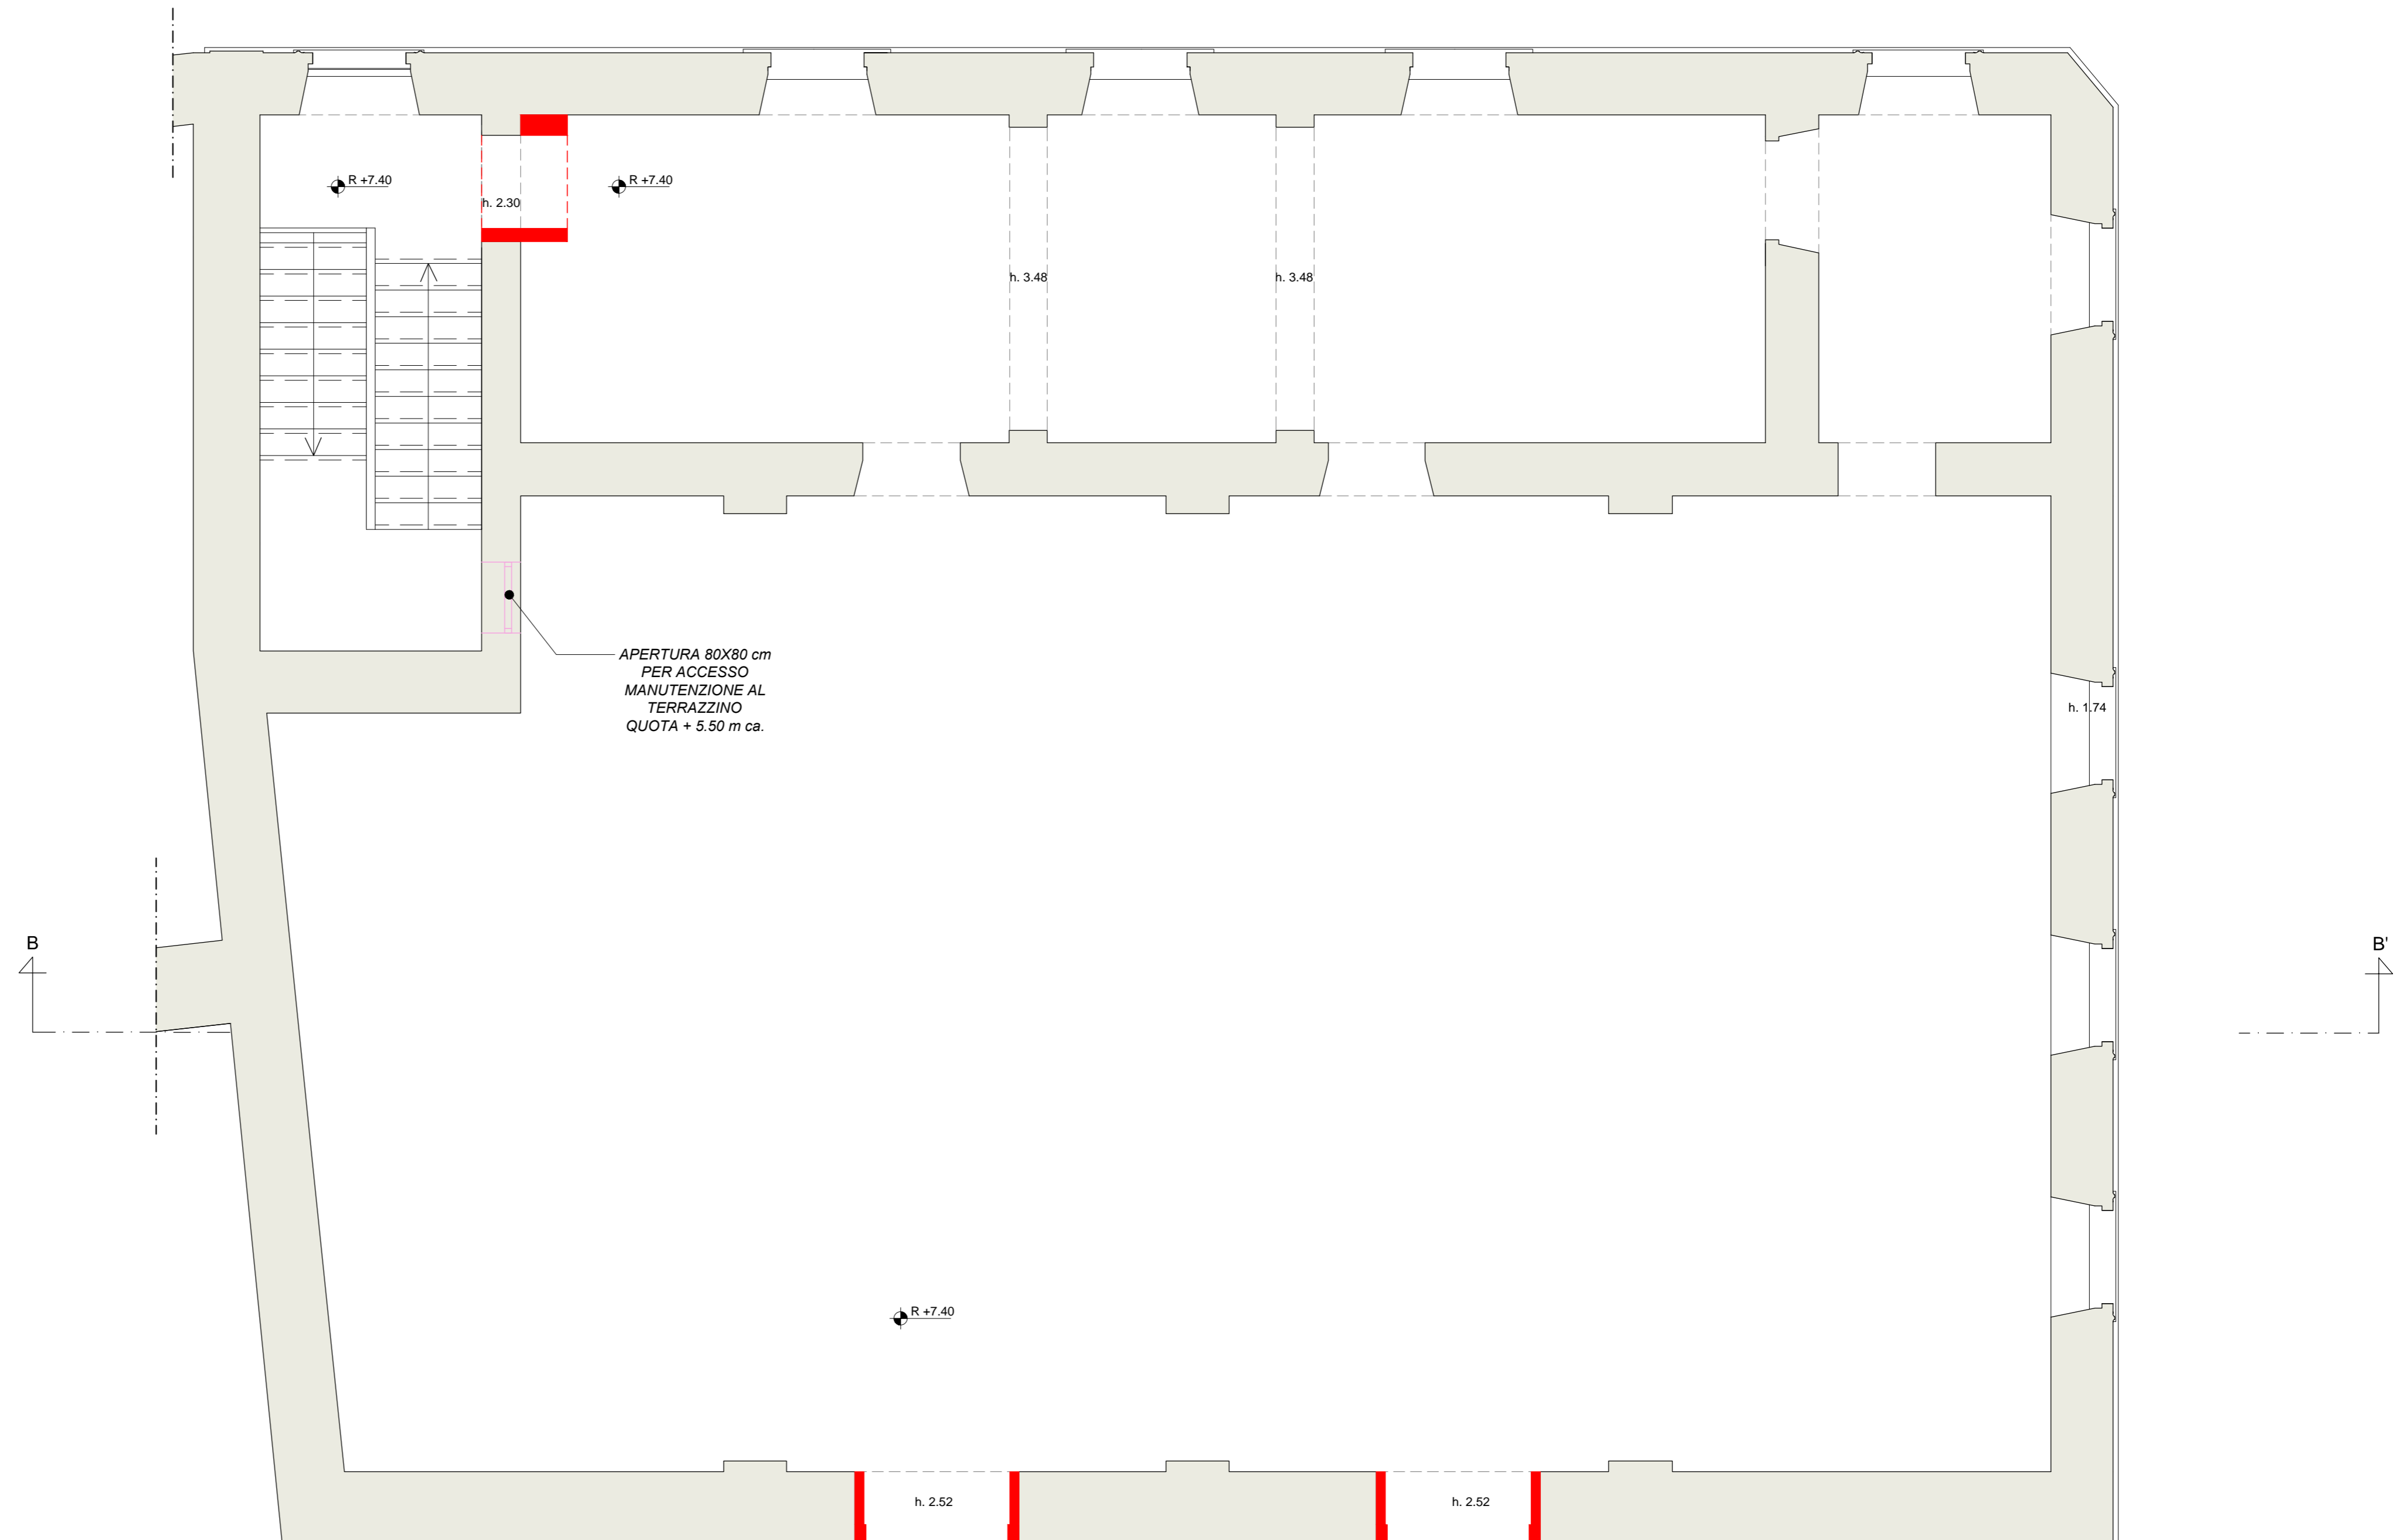 R +7.40
R +7.40
h. 2.30
h. 3.48
h. 3.48
APERTURA 80X80 cm
PER ACCESSO
MANUTENZIONE AL
TERRAZZINO
QUOTA + 5.50 m ca.
h. 1.74
B
B'
R +7.40
h. 2.52
h. 2.52